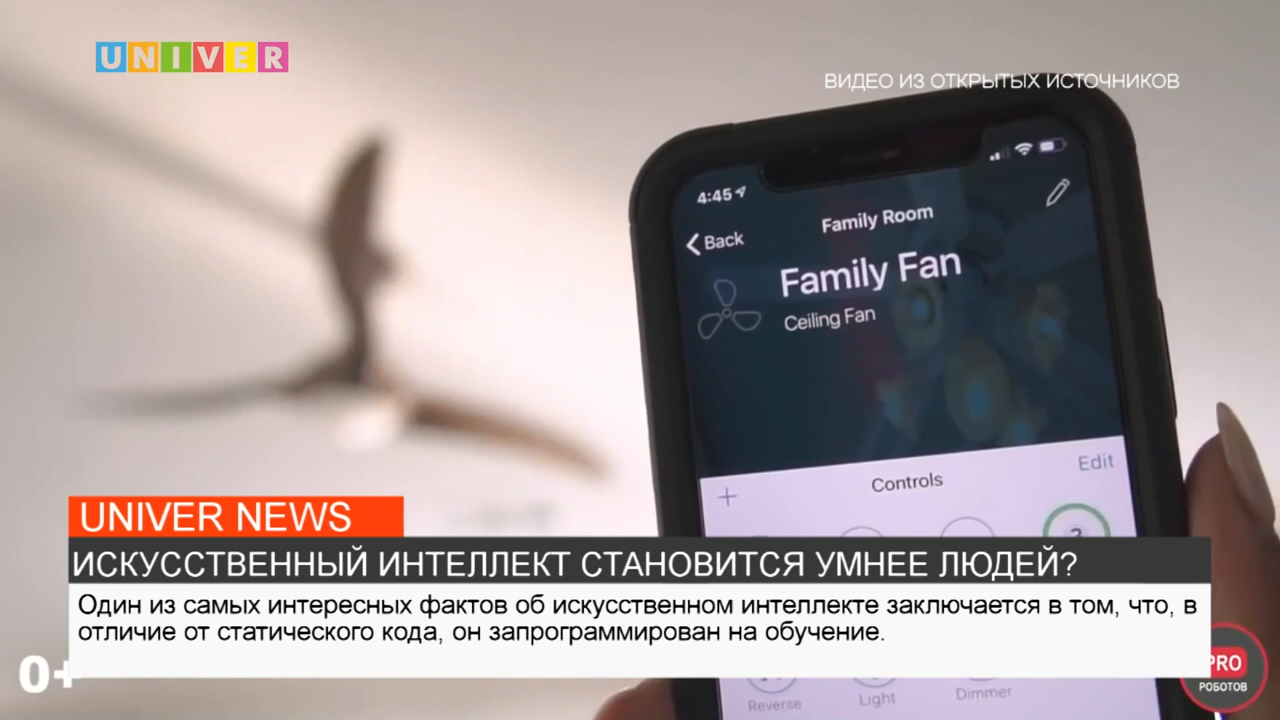 UNIVER
ВИДЕО ИЗ ОТКРЫТЫХ ИСТОЧНИКОВ
4:45
Back
Family Room
Family Fan
Ceiling Fan
Edit
Controls
+
2
UNIVER NEWS
ИСКУССТВЕННЫЙ ИНТЕЛЛЕКТ СТАНОВИТСЯ УМНЕЕ ЛЮДЕЙ?
Один из самых интересных фактов об искусственном интеллекте заключается в том, что, в
отличие от статического кода, он запрограммирован на обучение.
0+
PRO
РОБОТОВ
Reverse
Light
Dimmer